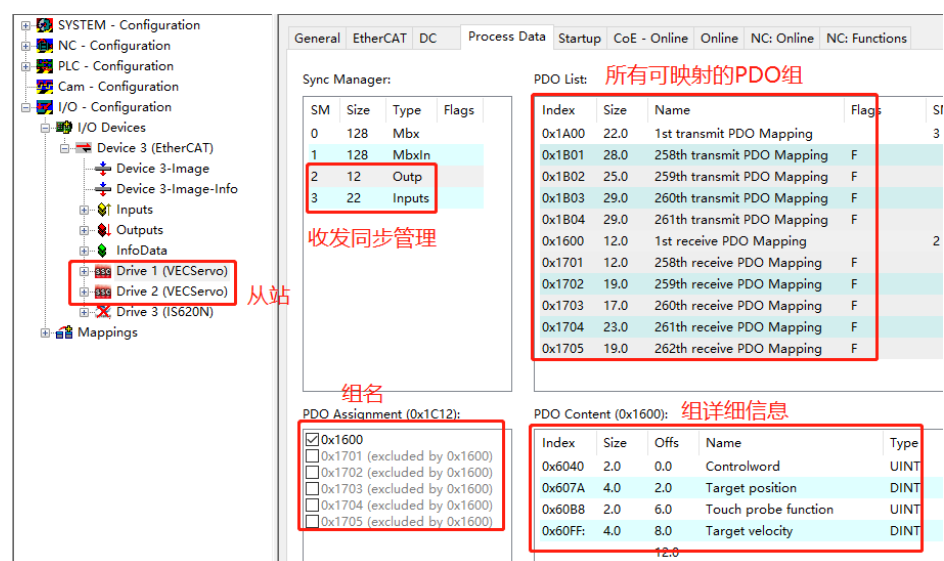 SYSTEM - Configuration
NC - Configuration
PLC - Configuration
Cam - Configuration
I/O - Configuration
I/O Devices
Device 3 (EtherCAT)
Device 3-Image
Device 3-Image-Info
Inputs
Outputs
InfoData
Drive 1 (VECServo)
Drive 2 (VECServo)
从站
Drive 3 (IS620N)
Mappings
General EtherCAT DC Process Data Startup CoE - Online Online NC: Online NC: Functions
Sync Manager:
SM Size Type Flags
0 128 Mbx
1 128 MbxIn
2 12 Outp
3 22 Inputs
收发同步管理
PDO List: 所有可映射的PDO组
Index Size Name Flags
0x1A00 22.0 1st transmit PDO Mapping 3
0x1B01 28.0 258th transmit PDO Mapping F
0x1B02 25.0 259th transmit PDO Mapping F
0x1B03 29.0 260th transmit PDO Mapping F
0x1B04 29.0 261th transmit PDO Mapping F
0x1600 12.0 1st receive PDO Mapping 2
0x1701 12.0 258th receive PDO Mapping F
0x1702 19.0 259th receive PDO Mapping F
0x1703 17.0 260th receive PDO Mapping F
0x1704 23.0 261th receive PDO Mapping F
0x1705 19.0 262th receive PDO Mapping F
组名
PDO Assignment (0x1C12):
0x1600
0x1701 (excluded by 0x1600)
0x1702 (excluded by 0x1600)
0x1703 (excluded by 0x1600)
0x1704 (excluded by 0x1600)
0x1705 (excluded by 0x1600)
PDO Content (0x1600): 组详细信息
Index Size Offs Name Type
0x6040 2.0 0.0 Controlword UINT
0x607A 4.0 2.0 Target position DINT
0x60B8 2.0 6.0 Touch probe function UINT
0x60FF: 4.0 8.0 Target velocity DINT
12.0